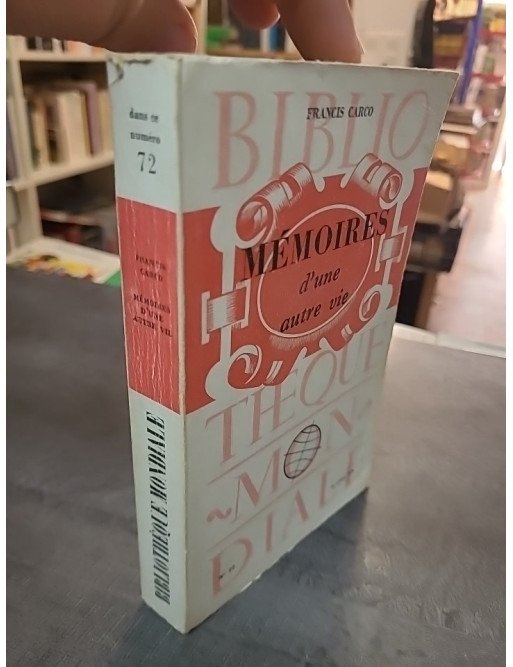 dans ce
numéro
72
FRANCIS
CARCO
MÉMOIRES
D'UNE
AUTRE VIE
BIBLIOTHÈQUE MONDIALE
FRANCIS CARCO
BIBLIO
MÉMOIRES
d'une
autre vie
THÈQUE
MON
DIALE